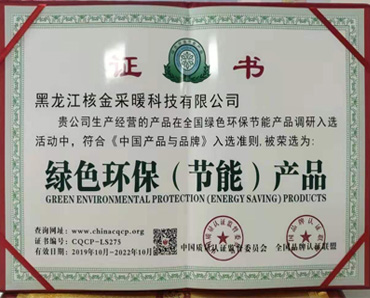 证 书
黑龙江核金采暖科技有限公司
贵公司生产经营的产品在全国绿色环保节能产品调研入选
活动中，符合《中国产品与品牌》入选准则，被荣选为：
绿色环保（节能）产品
GREEN ENVIRONMENTAL PROTECTION (ENERGY SAVING) PRODUCTS
查询网址：www.chinacqcp.org
证书编号：CQCP-LS275
有效日期：2019年10月-2022年10月
中国质量认证监督委员会 全国品牌认证联盟